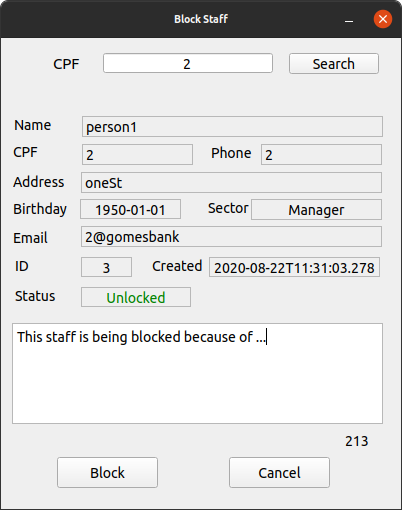 Block Staff
CPF 2 Search
Name person1
CPF 2 Phone 2
Address oneSt
Birthday 1950-01-01 Sector Manager
Email 2@gomesbank
ID 3 Created 2020-08-22T11:31:03.278
Status Unlocked
This staff is being blocked because of ...
213
Block Cancel